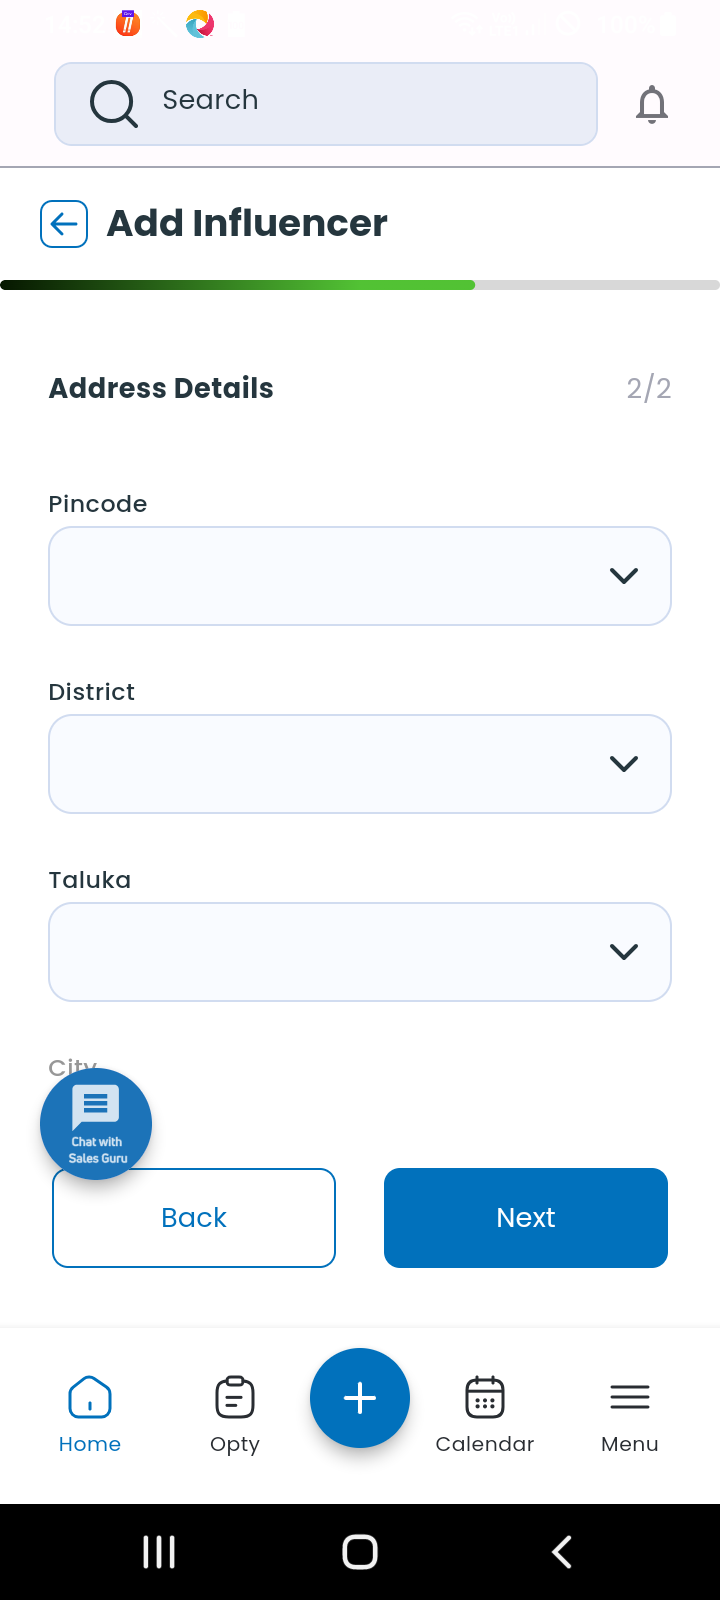 Search
Add Influencer
Address Details 2/2
Pincode
District
Taluka
City
Chat with
Sales Guru
Back Next
Home Opty Calendar Menu